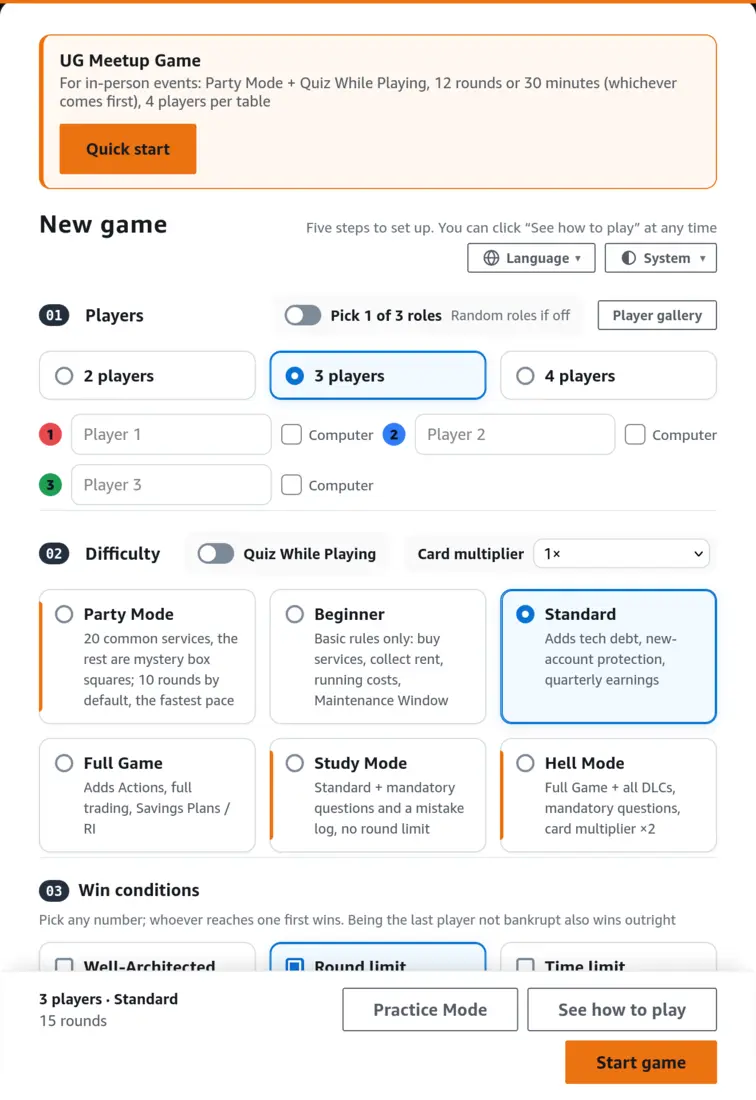 UG Meetup Game
For in-person events: Party Mode + Quiz While Playing, 12 rounds or 30 minutes (whichever
comes first), 4 players per table
Quick start
New game
Five steps to set up. You can click “See how to play” at any time
Language ▾
System ▾
01 Players
Pick 1 of 3 roles Random roles if off
Player gallery
2 players
3 players
4 players
1 Player 1 Computer
2 Player 2 Computer
3 Player 3 Computer
02 Difficulty
Quiz While Playing
Card multiplier 1×
Party Mode
20 common services, the
rest are mystery box
squares; 10 rounds by
default, the fastest pace
Beginner
Basic rules only: buy
services, collect rent,
running costs,
Maintenance Window
Standard
Adds tech debt, new-
account protection,
quarterly earnings
Full Game
Adds Actions, full
trading, Savings Plans /
RI
Study Mode
Standard + mandatory
questions and a mistake
log, no round limit
Hell Mode
Full Game + all DLCs,
mandatory questions,
card multiplier ×2
03 Win conditions
Pick any number; whoever reaches one first wins. Being the last player not bankrupt also wins outright
Well-Architected
Round limit
Time limit
3 players · Standard
15 rounds
Practice Mode
See how to play
Start game